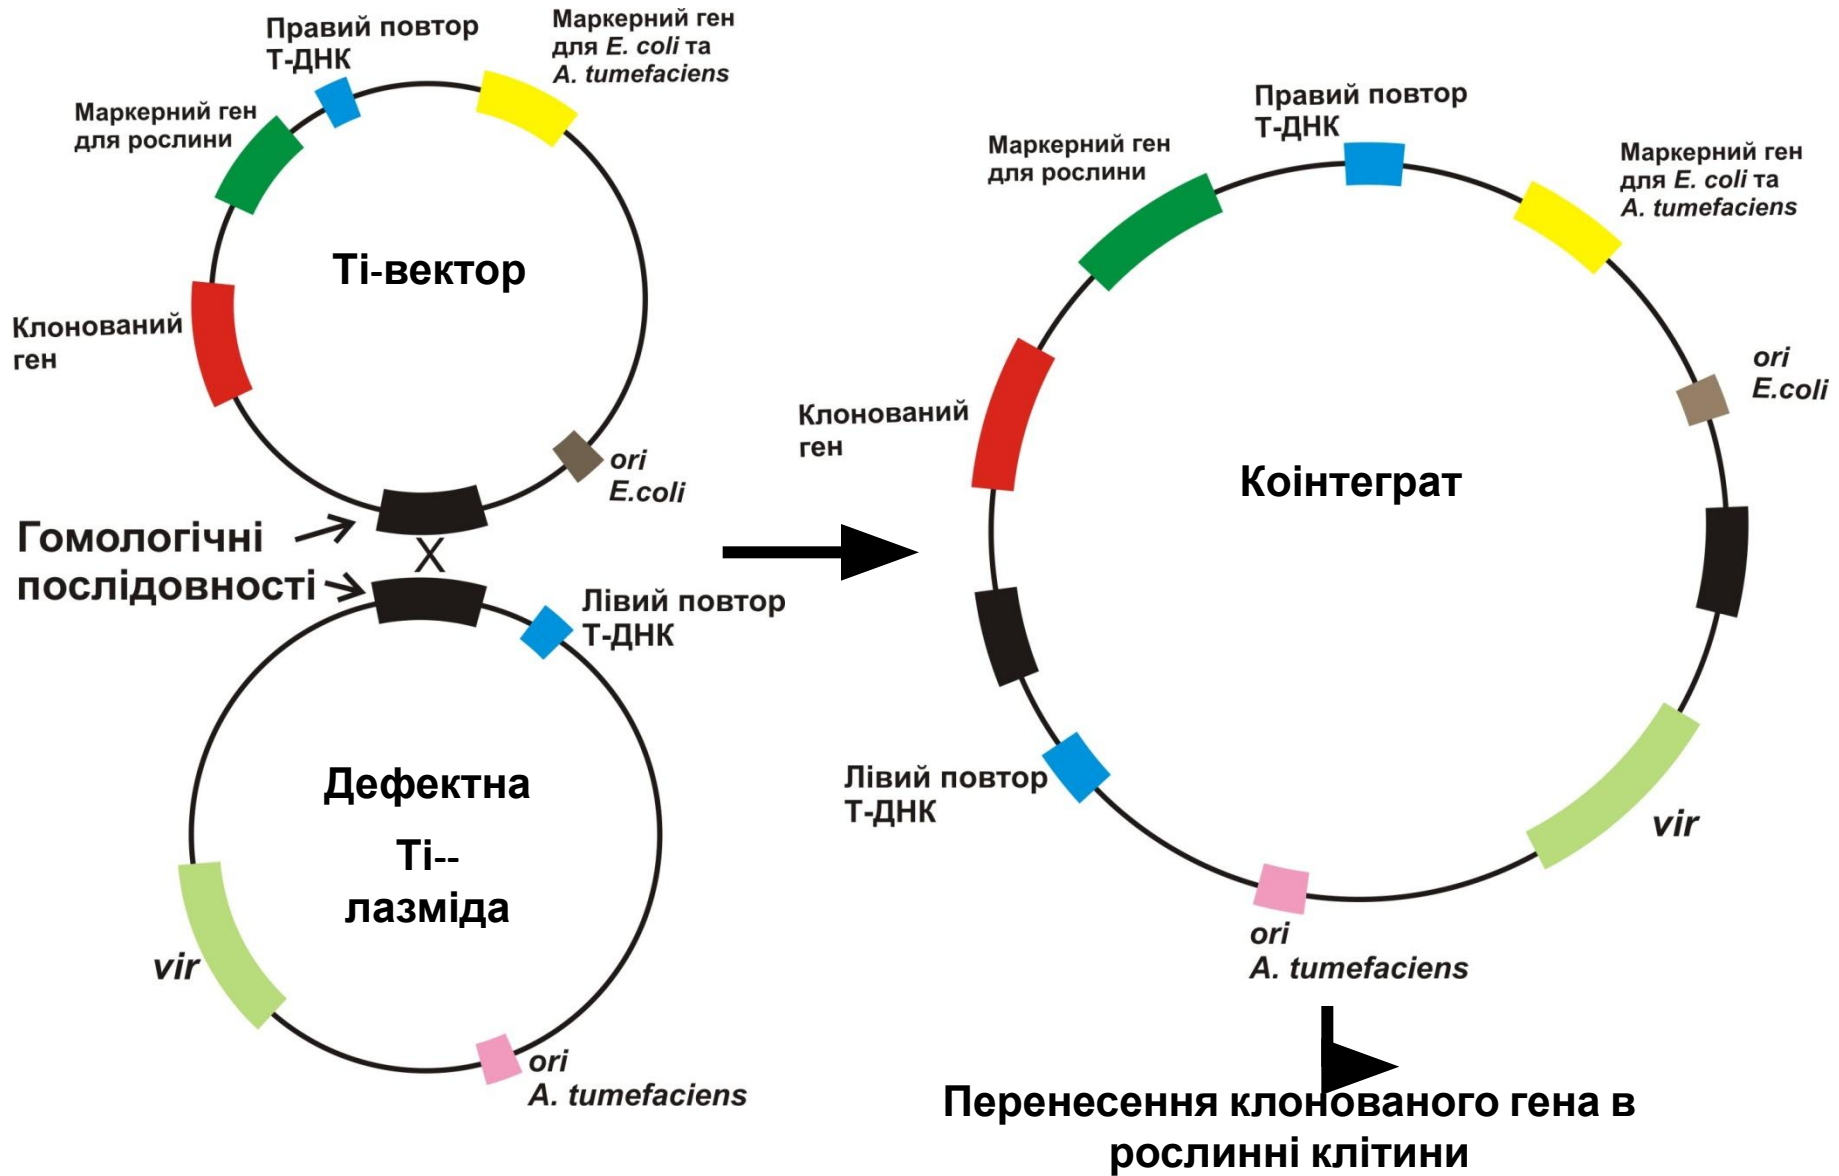 Правий повтор
Т-ДНК
Маркерний ген
для E. coli та
A. tumefaciens
Маркерний ген
для рослини
Ті-вектор
Клонований
ген
ori
E.coli
Гомологічні
послідовності
X
Лівий повтор
Т-ДНК
Дефектна
Ті--
лазміда
vir
ori
A. tumefaciens
Правий повтор
Т-ДНК
Маркерний ген
для рослини
Маркерний ген
для E. coli та
A. tumefaciens
ori
E.coli
Клонований
ген
Коінтеграт
Лівий повтор
Т-ДНК
vir
ori
A. tumefaciens
Перенесення клонованого гена в
рослинні клітини